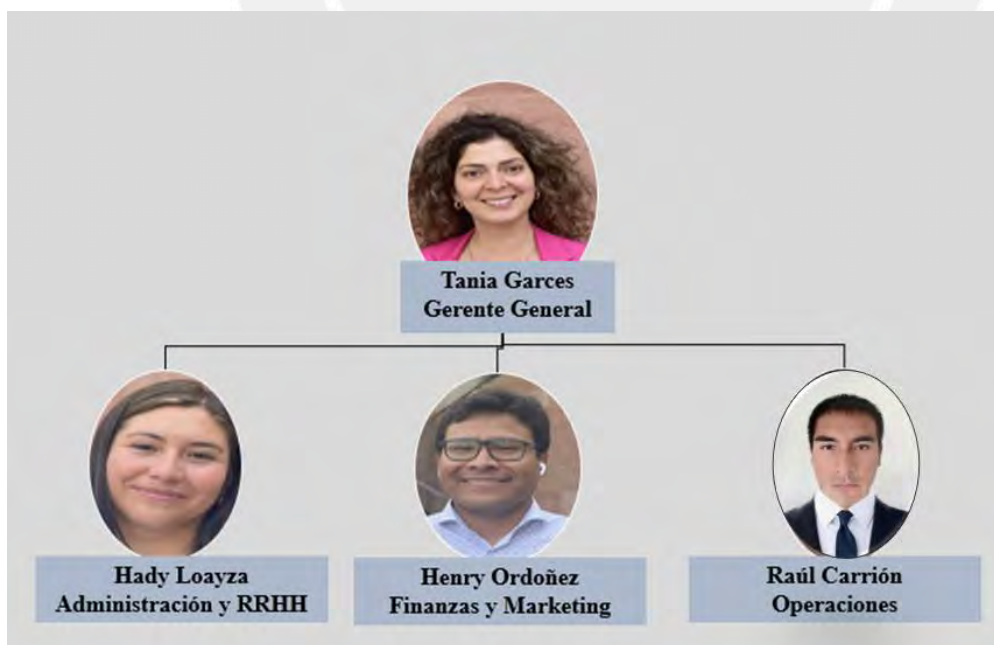 Tania Garces
Gerente General
Hady Loayza
Administración y RRHH
Henry Ordoñez
Finanzas y Marketing
Raúl Carrión
Operaciones